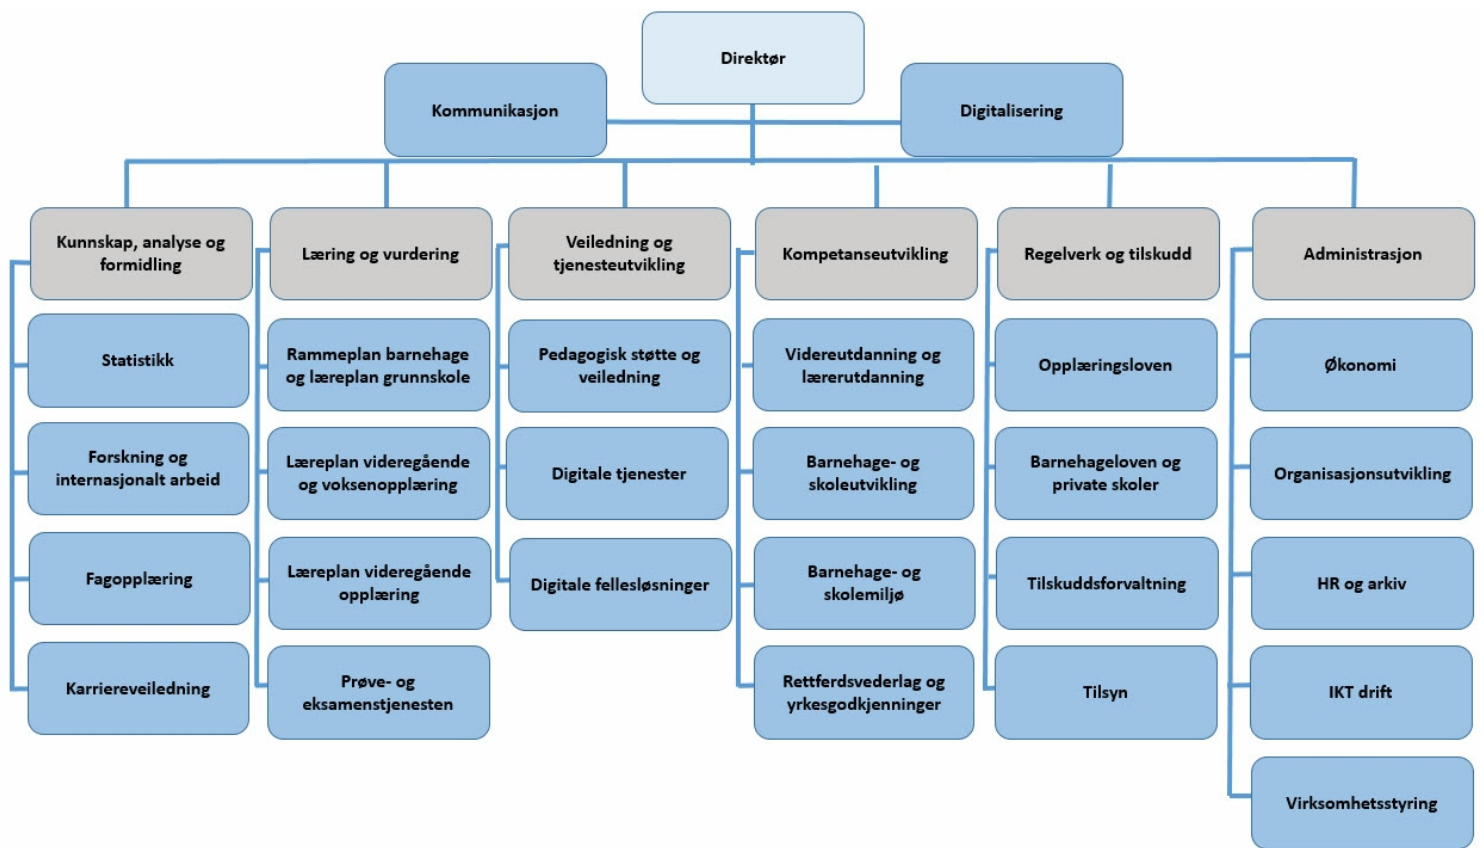 Direktør
Kommunikasjon
Digitalisering
Kunnskap, analyse og
formidling
Statistikk
Forskning og
internasjonalt arbeid
Fagopplæring
Karriereveiledning
Læring og vurdering
Rammeplan barnehage
og læreplan grunnskole
Læreplan videregående
og voksenopplæring
Læreplan videregående
opplæring
Prøve- og
eksamenstjenesten
Veiledning og
tjenesteutvikling
Pedagogisk støtte og
veiledning
Digitale tjenester
Digitale fellesløsninger
Kompetanseutvikling
Videreutdanning og
lærerutdanning
Barnehage- og
skoleutvikling
Barnehage- og
skolemiljø
Rettferdsvederlag og
yrkesgodkjenninger
Regelverk og tilskudd
Opplæringsloven
Barnehageloven og
private skoler
Tilskuddsforvaltning
Tilsyn
Administrasjon
Økonomi
Organisasjonsutvikling
HR og arkiv
IKT drift
Virksomhetsstyring